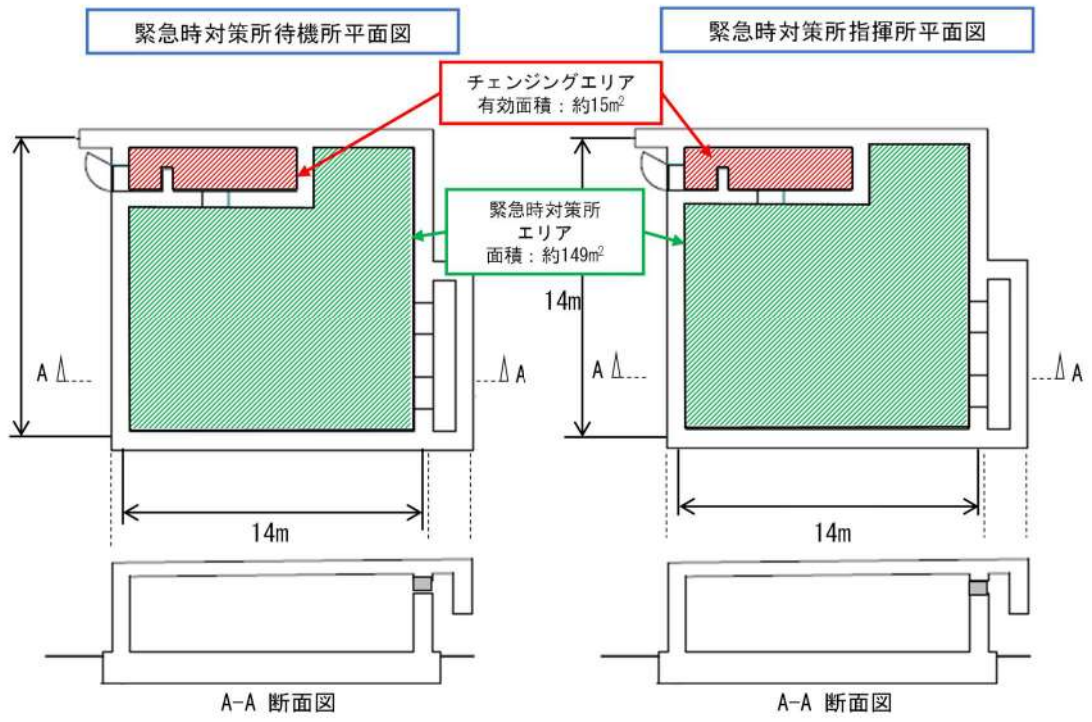 緊急時対策所待機所平面図
緊急時対策所指揮所平面図
チェンジングエリア
有効面積：約15m²
緊急時対策所
エリア
面積：約149m²
14m
A
A
A
A
14m
14m
A-A 断面図
A-A 断面図